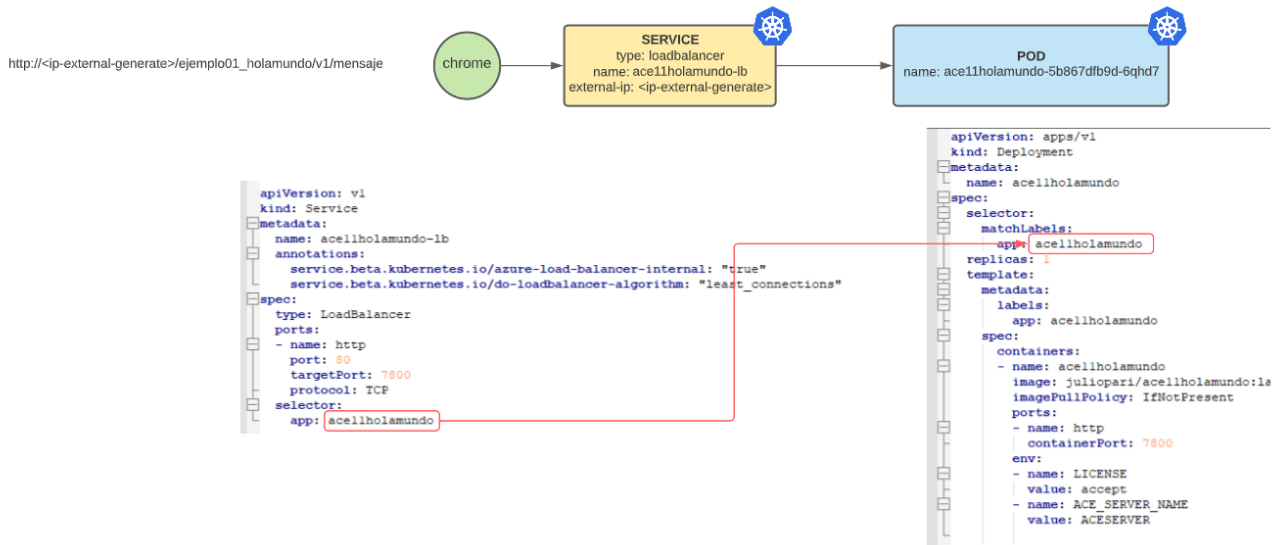 http://<ip-external-generate>/ejemplo01_holamundo/v1/mensaje
chrome
SERVICE
type: loadbalancer
name: ace11holamundo-lb
external-ip: <ip-external-generate>
POD
name: ace11holamundo-5b867dfb9d-6qhd7
apiVersion: v1
kind: Service
metadata:
name: ace11holamundo-lb
annotations:
service.beta.kubernetes.io/azure-load-balancer-internal: "true"
service.beta.kubernetes.io/do-loadbalancer-algorithm: "least_connections"
spec:
type: LoadBalancer
ports:
- name: http
port: 80
targetPort: 7800
protocol: TCP
selector:
app: ace11holamundo
apiVersion: apps/v1
kind: Deployment
metadata:
name: ace11holamundo
spec:
selector:
matchLabels:
app: ace11holamundo
replicas: 1
template:
metadata:
labels:
app: ace11holamundo
spec:
containers:
- name: ace11holamundo
image: juliopari/ace11holamundo:la
imagePullPolicy: IfNotPresent
ports:
- name: http
containerPort: 7800
env:
- name: LICENSE
value: accept
- name: ACE_SERVER_NAME
value: ACESERVER